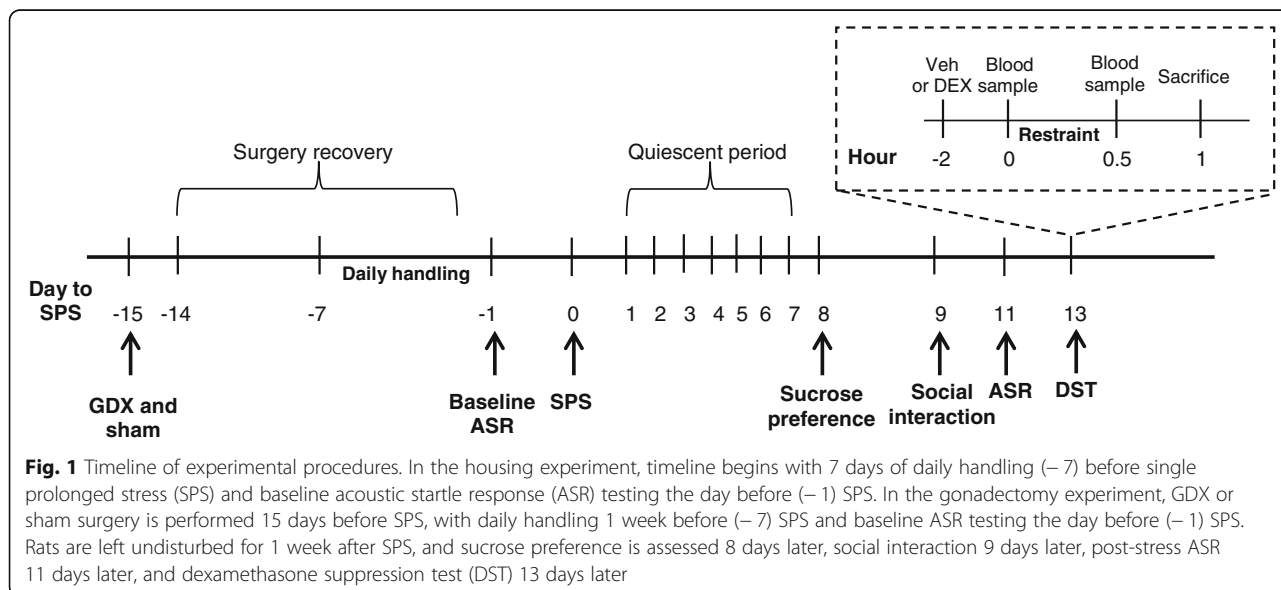 Veh
or DEX
Blood
sample
Blood
sample
Sacrifice
Restraint
Hour
-2
0
0.5
1
Surgery recovery
Quiescent period
Daily handling
Day to
SPS
-15
-14
-7
-1
0
1
2
3
4
5
6
7
8
9
11
13
GDX and
sham
Baseline
ASR
SPS
Sucrose
preference
Social
interaction
ASR
DST
Fig. 1 Timeline of experimental procedures. In the housing experiment, timeline begins with 7 days of daily handling (− 7) before single
prolonged stress (SPS) and baseline acoustic startle response (ASR) testing the day before (− 1) SPS. In the gonadectomy experiment, GDX or
sham surgery is performed 15 days before SPS, with daily handling 1 week before (− 7) SPS and baseline ASR testing the day before (− 1) SPS.
Rats are left undisturbed for 1 week after SPS, and sucrose preference is assessed 8 days later, social interaction 9 days later, post-stress ASR
11 days later, and dexamethasone suppression test (DST) 13 days later